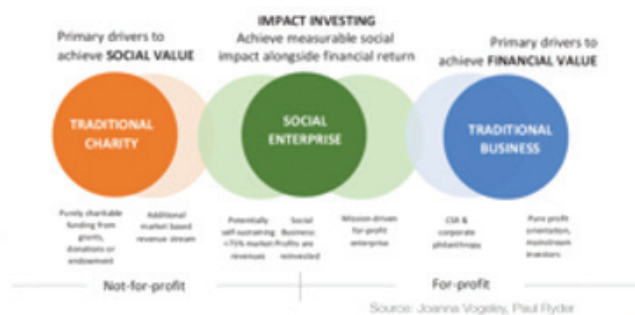 IMPACT INVESTING
Achieve measurable social
impact alongside financial return
Primary drivers to
achieve SOCIAL VALUE
Primary drivers to
achieve FINANCIAL VALUE
TRADITIONAL
CHARITY
SOCIAL
ENTERPRISE
TRADITIONAL
BUSINESS
Purely charitable
funding from
grants,
donations or
endowment
Additional
market based
revenue stream
Potentially
self-sustaining
<75% market
revenues
Social
Business:
Profits are
reinvested
Mission-driven
for-profit
enterprise
CSR &
corporate
philanthropy
Pure profit
orientation,
mainstream
investors
Not-for-profit
For-profit
Source: Joanna Vogeley, Paul Ryder